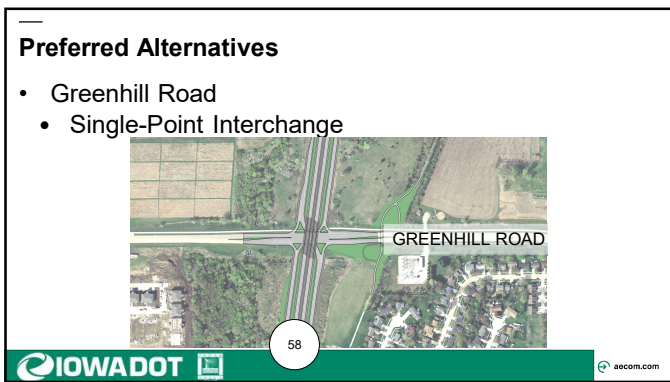 Preferred Alternatives
• Greenhill Road
• Single-Point Interchange
GREENHILL ROAD
58
IOWADOT
aecom.com